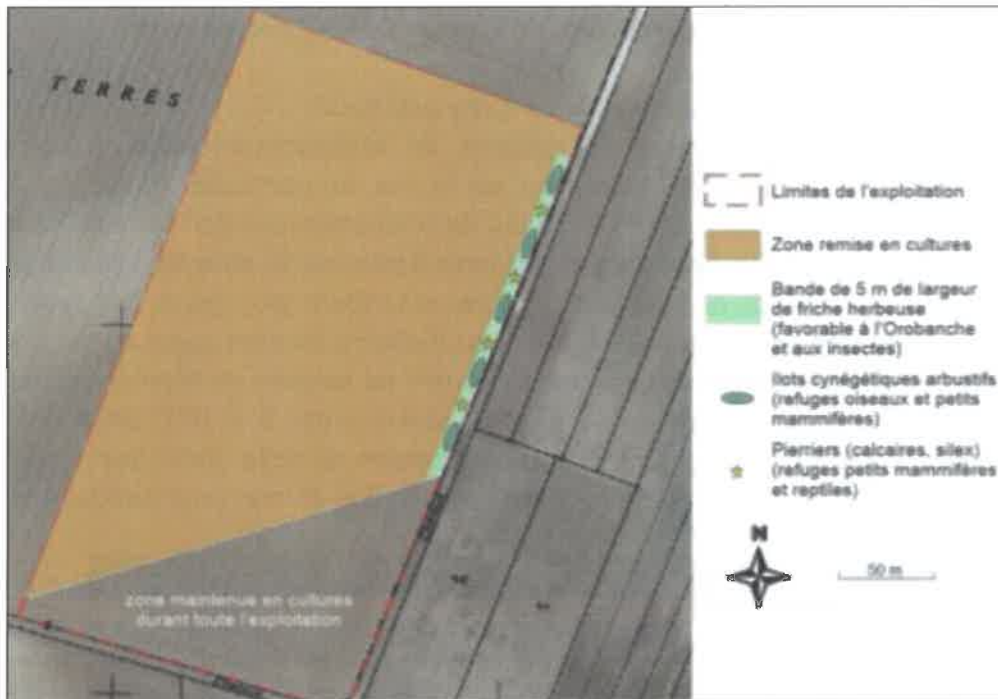 TERRES
Limites de l'exploitation
Zone remise en cultures
Bande de 5 m de largeur
de friche herbeuse
(favorable à l'Orobanche
et aux insectes)
Ilots cynégétiques arbustifs
(refuges oiseaux et petits
mammifères)
Pierriers (calcaires, silex)
(refuges petits mammifères
et reptiles)
N
50 m
zone maintenue en cultures
durant toute l'exploitation